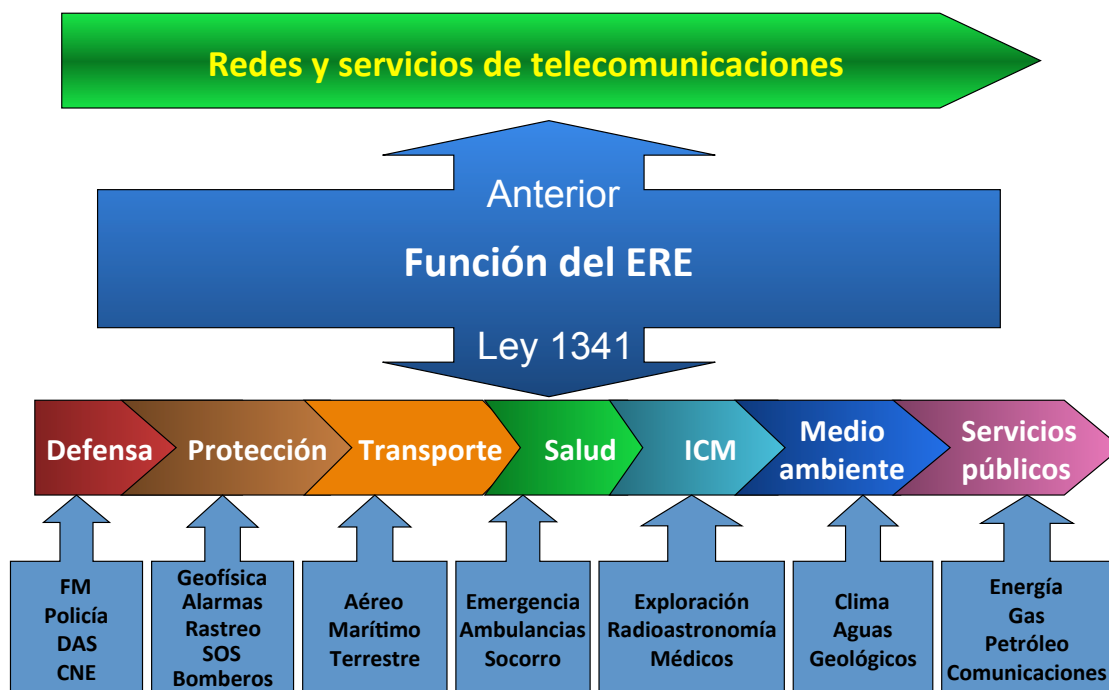 Redes y servicios de telecomunicaciones
Anterior
Función del ERE
Ley 1341
Defensa
Protección
Transporte
Salud
ICM
Medio
ambiente
Servicios
públicos
FM
Policía
DAS
CNE
Geofísica
Alarmas
Rastreo
SOS
Bomberos
Aéreo
Marítimo
Terrestre
Emergencia
Ambulancias
Socorro
Exploración
Radioastronomía
Médicos
Clima
Aguas
Geológicos
Energía
Gas
Petróleo
Comunicaciones